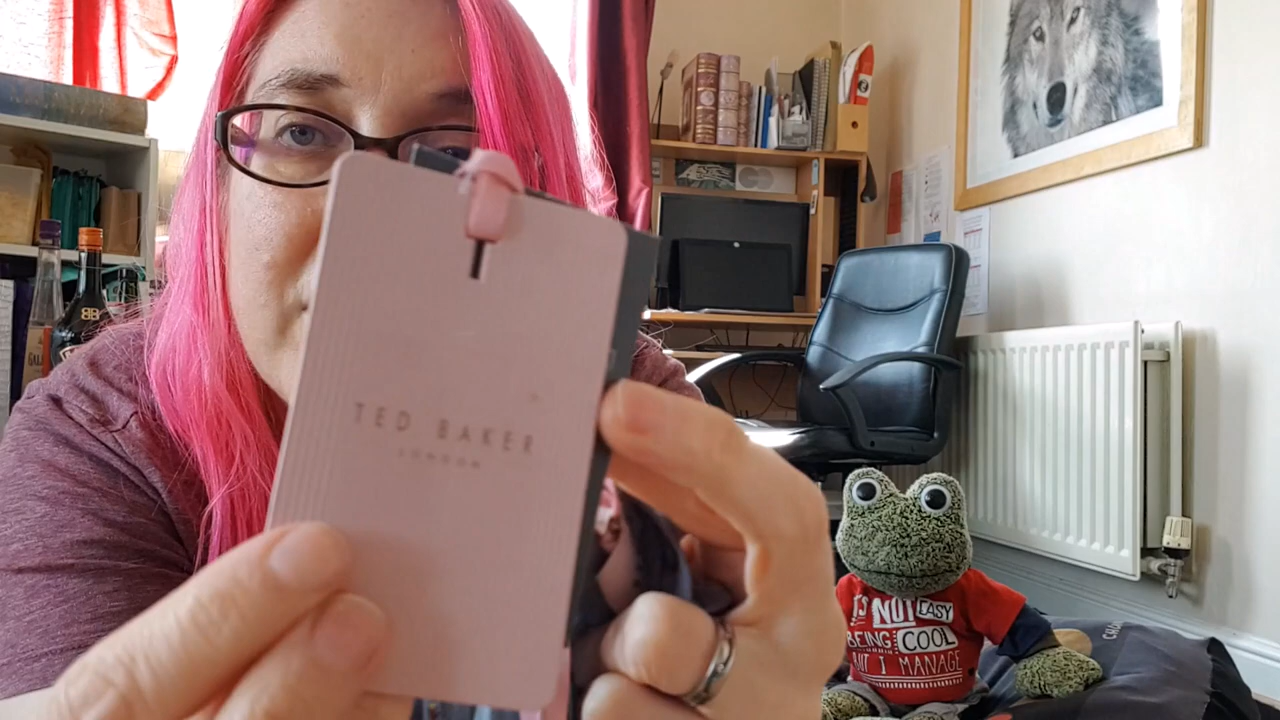 TED BAKER
LONDON
IT'S NOT EASY
BEING COOL
BUT I MANAGE